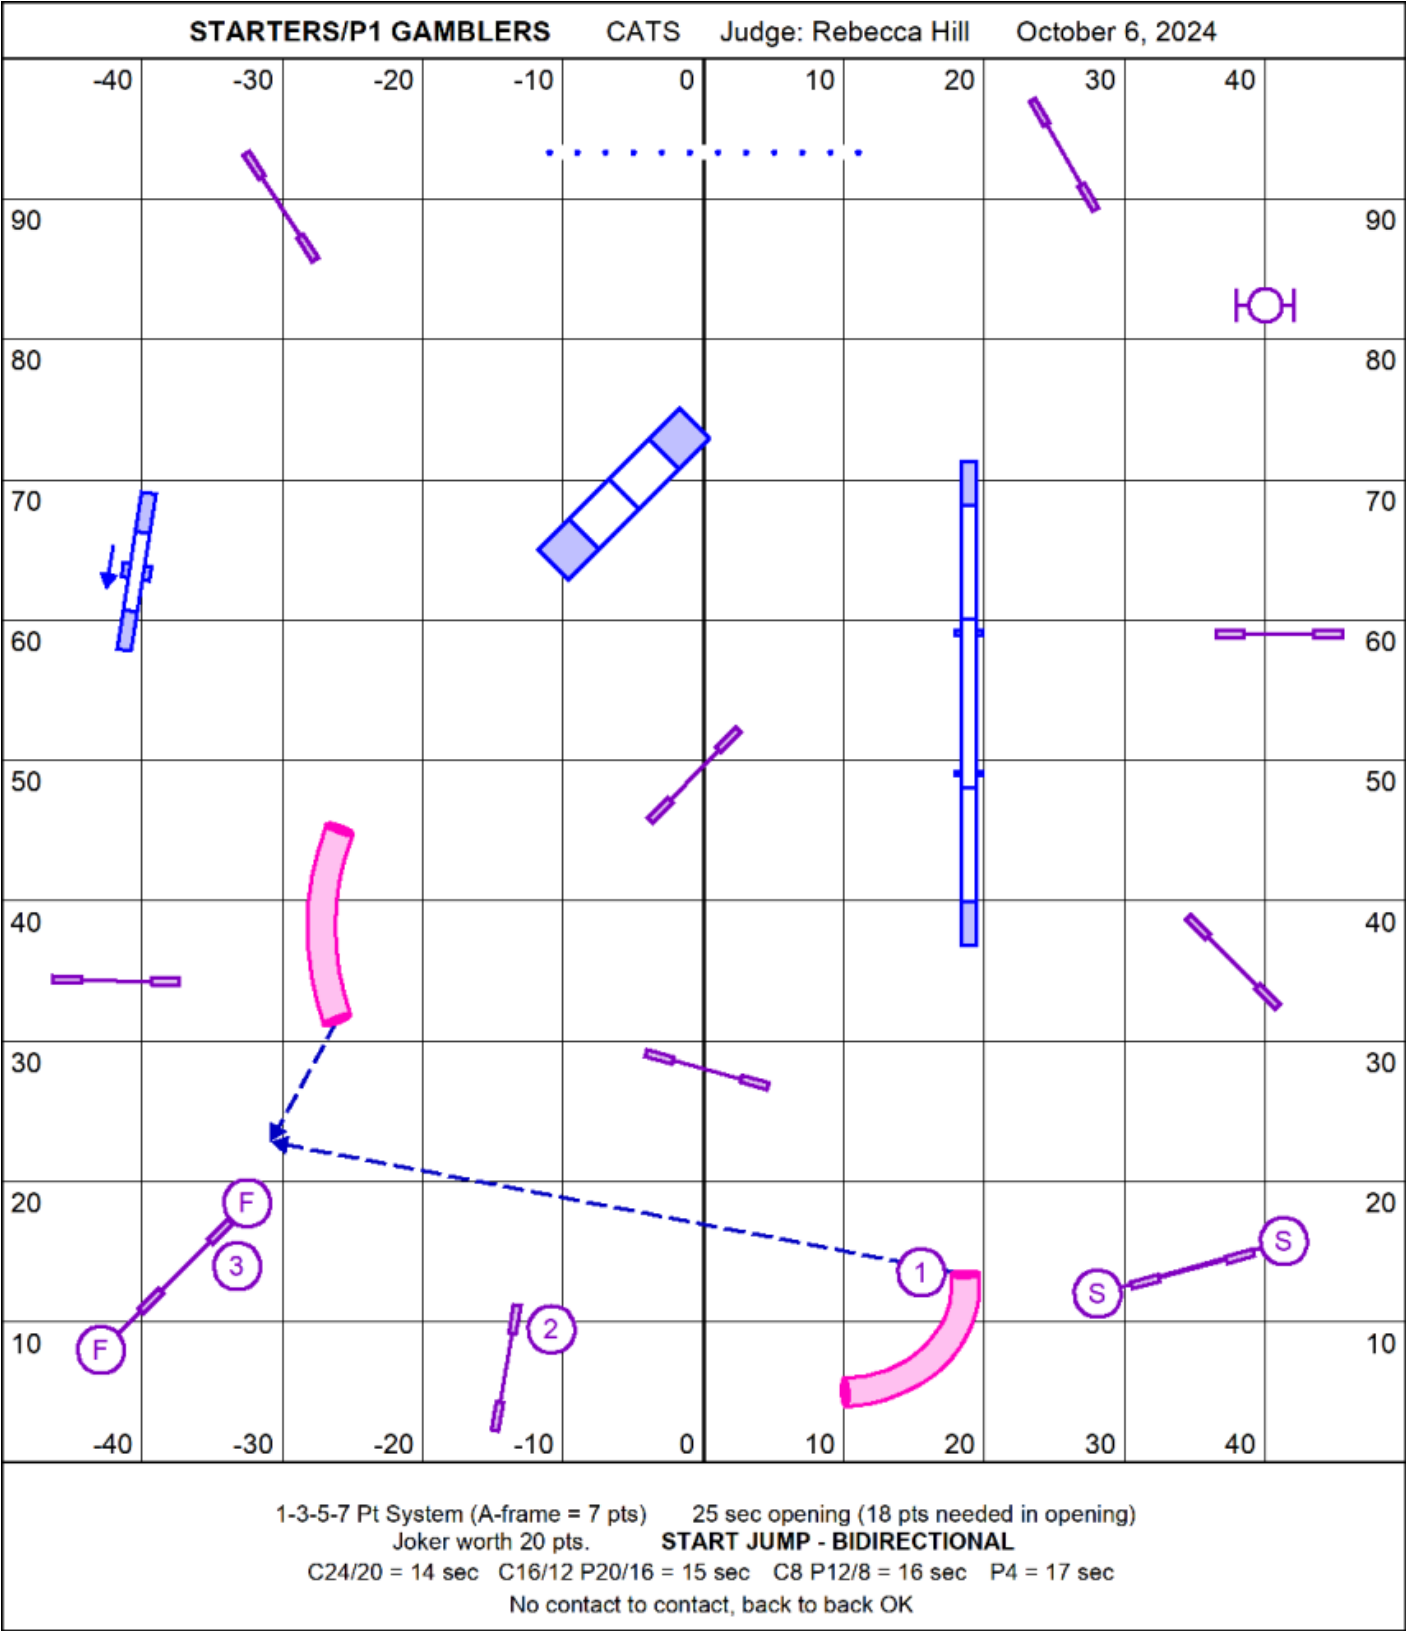 STARTERS/P1 GAMBLERS CATS Judge: Rebecca Hill October 6, 2024
-40 -30 -20 -10 0 10 20 30 40
90 90
80 80
70 70
60 60
50 50
40 40
30 30
20 20
F S
3 1 S
10 2 10
F
-40 -30 -20 -10 0 10 20 30 40
1-3-5-7 Pt System (A-frame = 7 pts) 25 sec opening (18 pts needed in opening)
Joker worth 20 pts. START JUMP - BIDIRECTIONAL
C24/20 = 14 sec C16/12 P20/16 = 15 sec C8 P12/8 = 16 sec P4 = 17 sec
No contact to contact, back to back OK